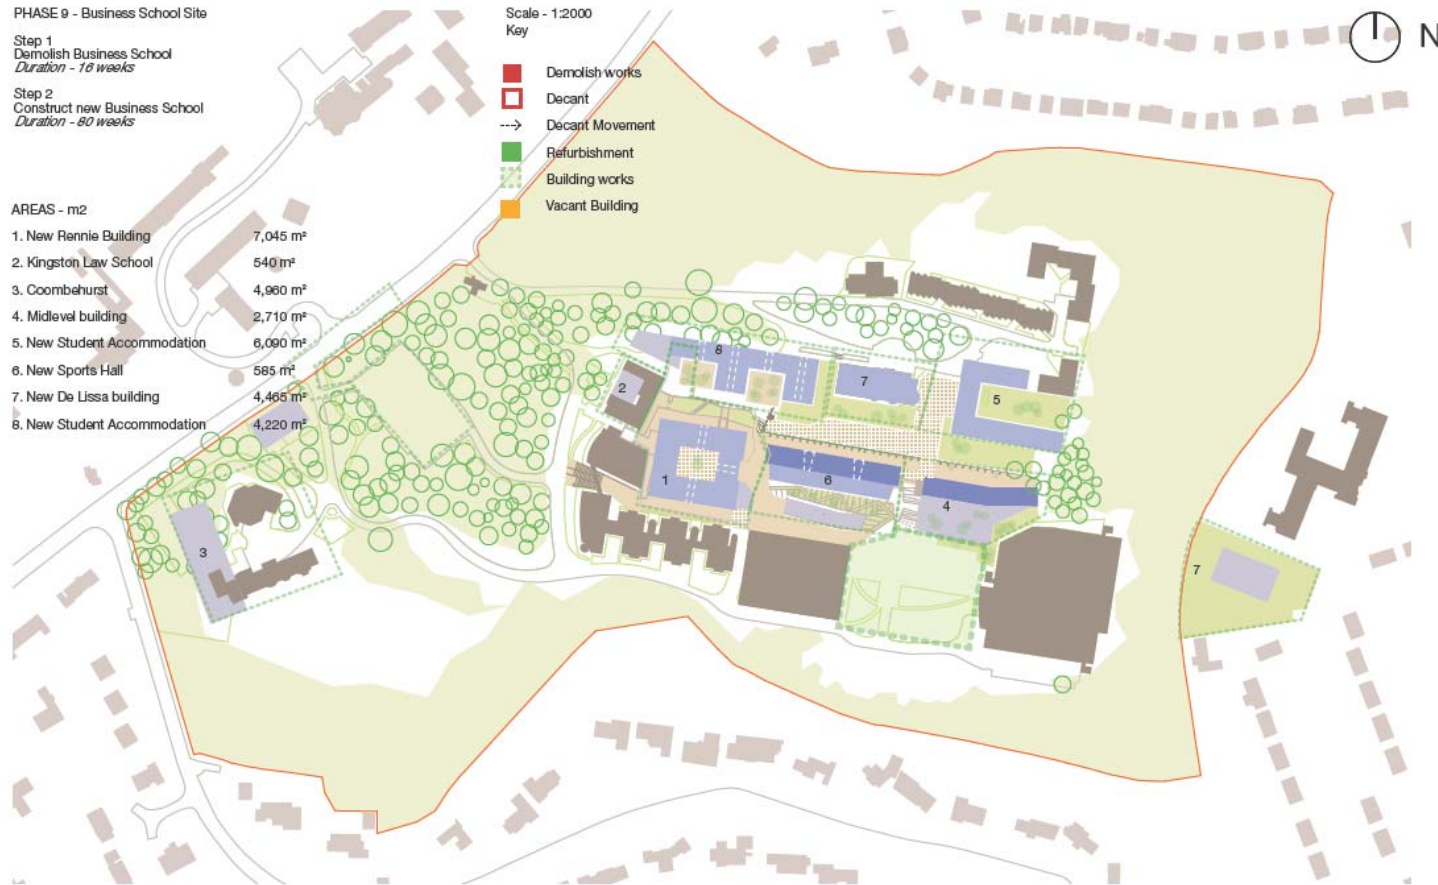 PHASE 9 - Business School Site
Step 1
Demolish Business School
Duration - 16 weeks
Step 2
Construct new Business School
Duration - 80 weeks
AREAS - m2
1. New Rennie Building 7,045 m²
2. Kingston Law School 540 m²
3. Coombehurst 4,960 m²
4. Midlevel building 2,710 m²
5. New Student Accommodation 6,090 m²
6. New Sports Hall 585 m²
7. New De Lissa building 4,465 m²
8. New Student Accommodation 4,220 m²
Scale - 1:2000
Key
Demolish works
Decant
Decant Movement
Refurbishment
Building works
Vacant Building
N
8
2
7
5
1
6
4
3
7